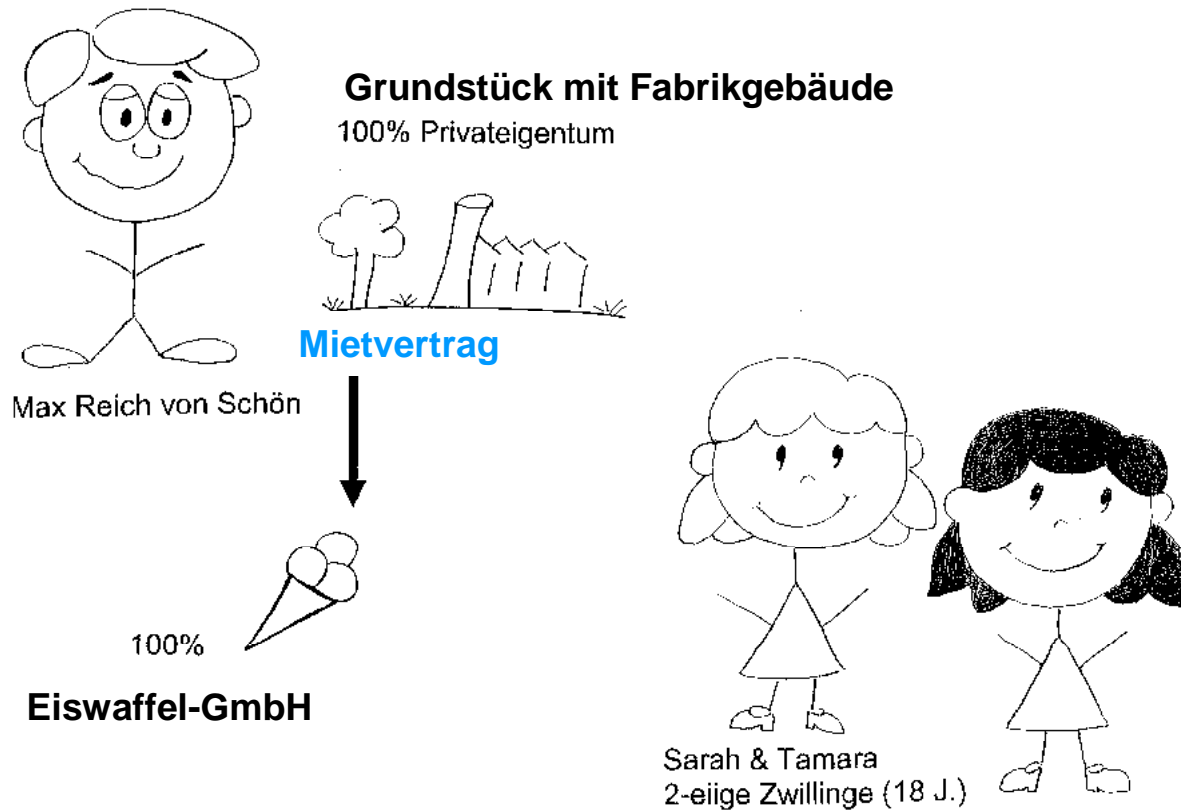 Grundstück mit Fabrikgebäude
100% Privateigentum
Mietvertrag
Max Reich von Schön
100%
Eiswaffel-GmbH
Sarah & Tamara
2-eiige Zwillinge (18 J.)